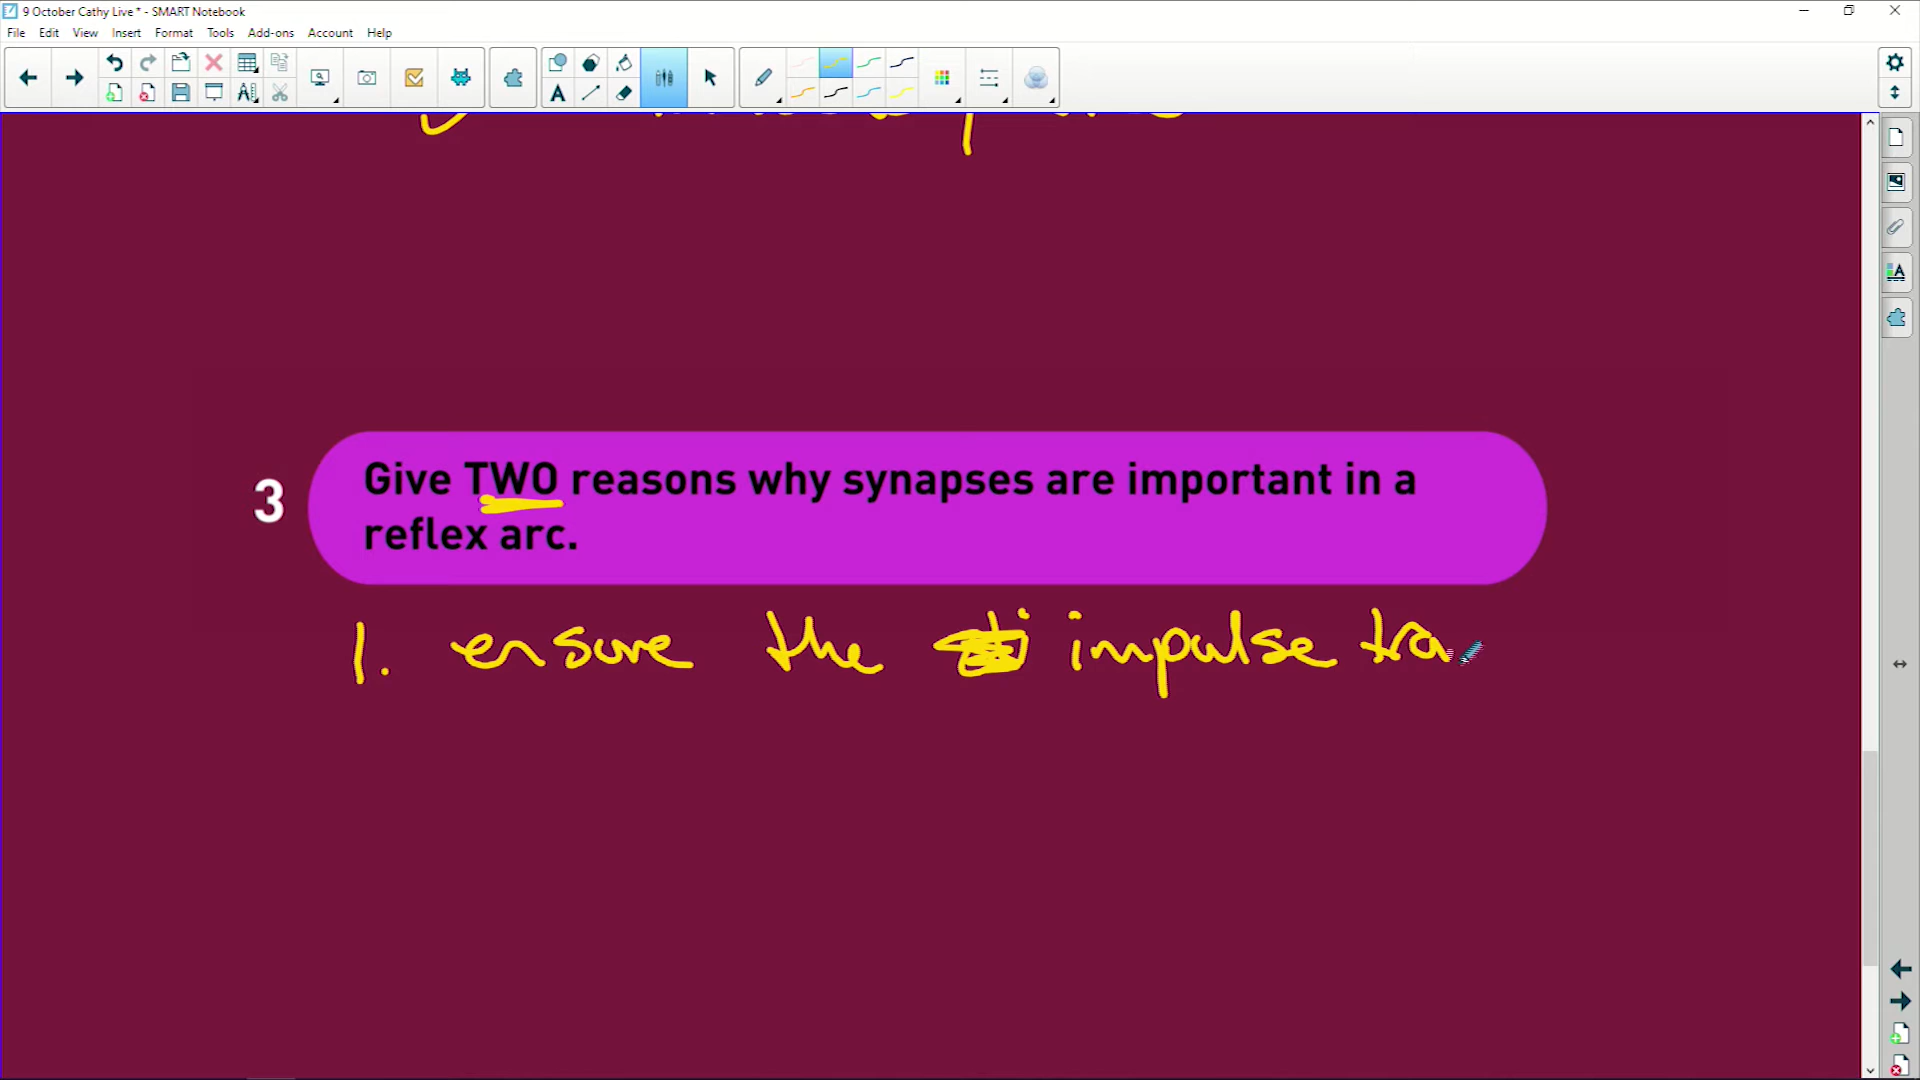 9 October Cathy Live * - SMART Notebook
File Edit View Insert Format Tools Add-ons Account Help
3
Give TWO reasons why synapses are important in a
reflex arc.
1. ensure the impulse tra